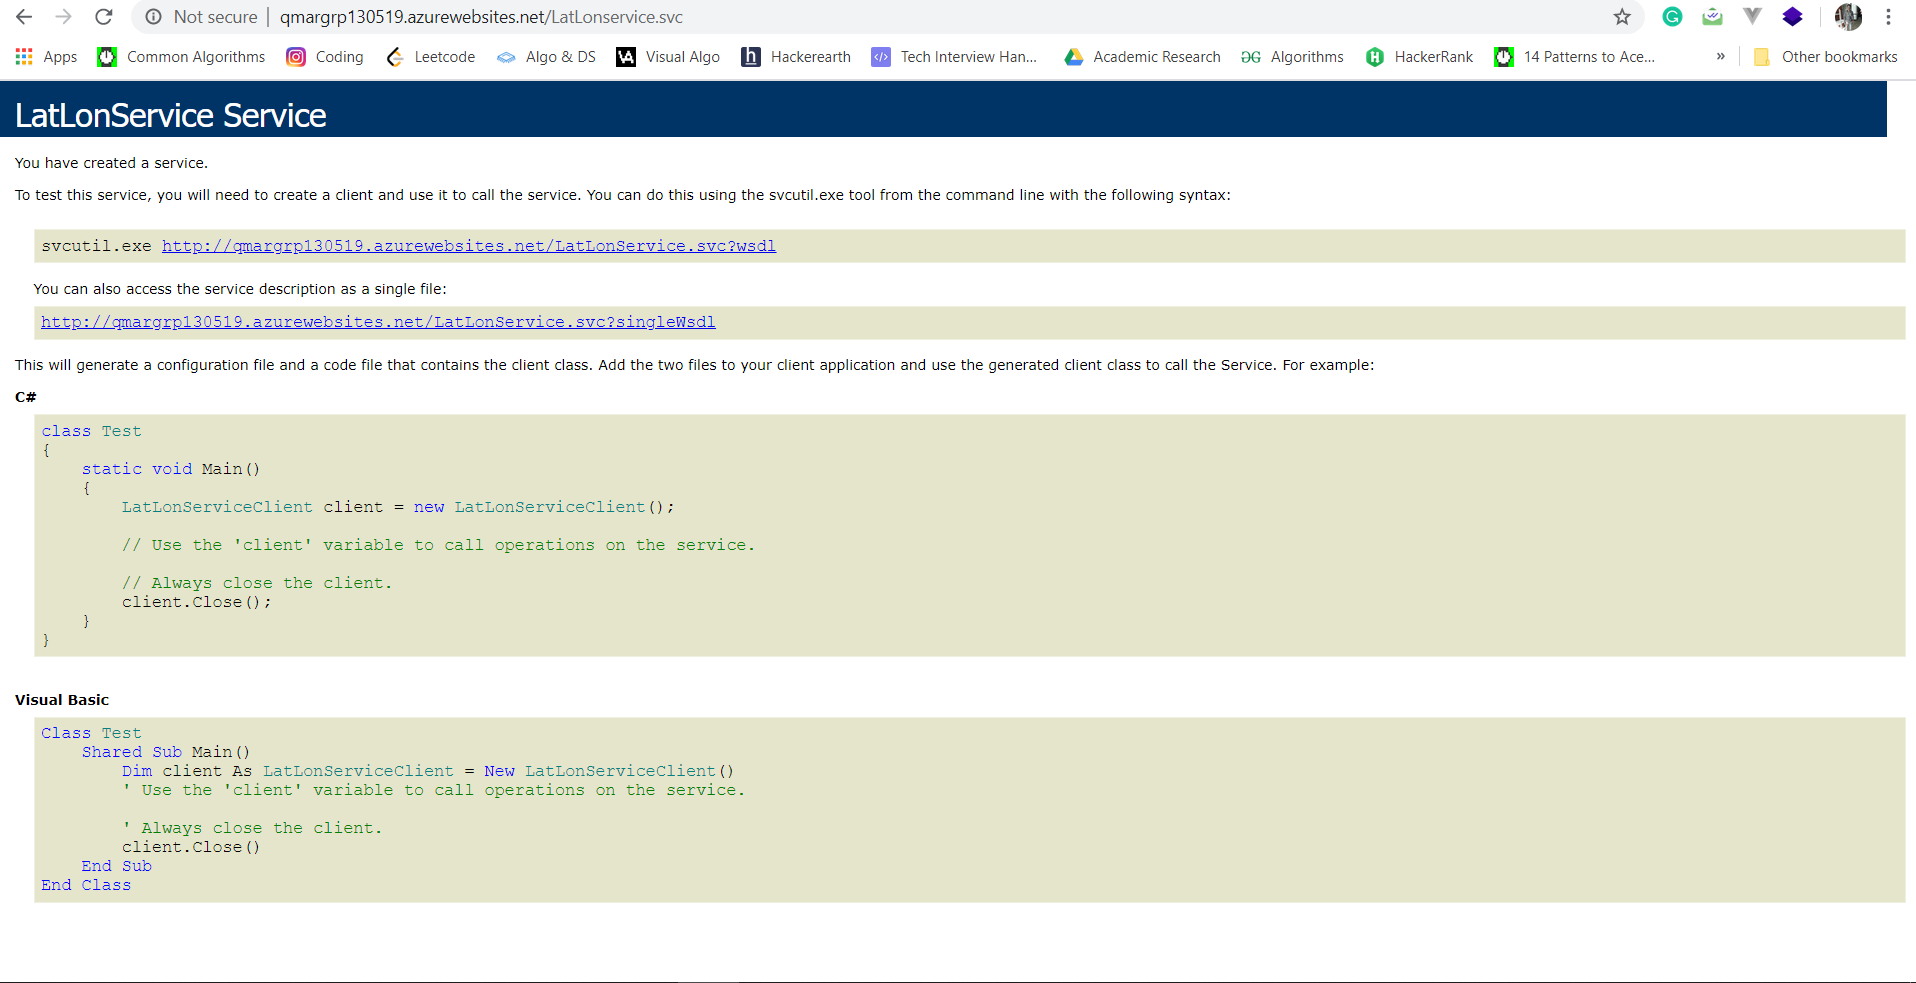 Not secure | qmargrp130519.azurewebsites.net/LatLonservice.svc
Apps Common Algorithms Coding Leetcode Algo & DS VA Visual Algo h Hackerearth </> Tech Interview Han... Academic Research Algorithms H HackerRank 14 Patterns to Ace... » Other bookmarks
LatLonService Service
You have created a service.
To test this service, you will need to create a client and use it to call the service. You can do this using the svcutil.exe tool from the command line with the following syntax:
svcutil.exe http://qmargrp130519.azurewebsites.net/LatLonService.svc?wsdl
You can also access the service description as a single file:
http://qmargrp130519.azurewebsites.net/LatLonService.svc?singleWsdl
This will generate a configuration file and a code file that contains the client class. Add the two files to your client application and use the generated client class to call the Service. For example:
C#
class Test
{
    static void Main()
    {
        LatLonServiceClient client = new LatLonServiceClient();
        // Use the 'client' variable to call operations on the service.
        // Always close the client.
        client.Close();
    }
}
Visual Basic
Class Test
    Shared Sub Main()
        Dim client As LatLonServiceClient = New LatLonServiceClient()
        ' Use the 'client' variable to call operations on the service.
        ' Always close the client.
        client.Close()
    End Sub
End Class